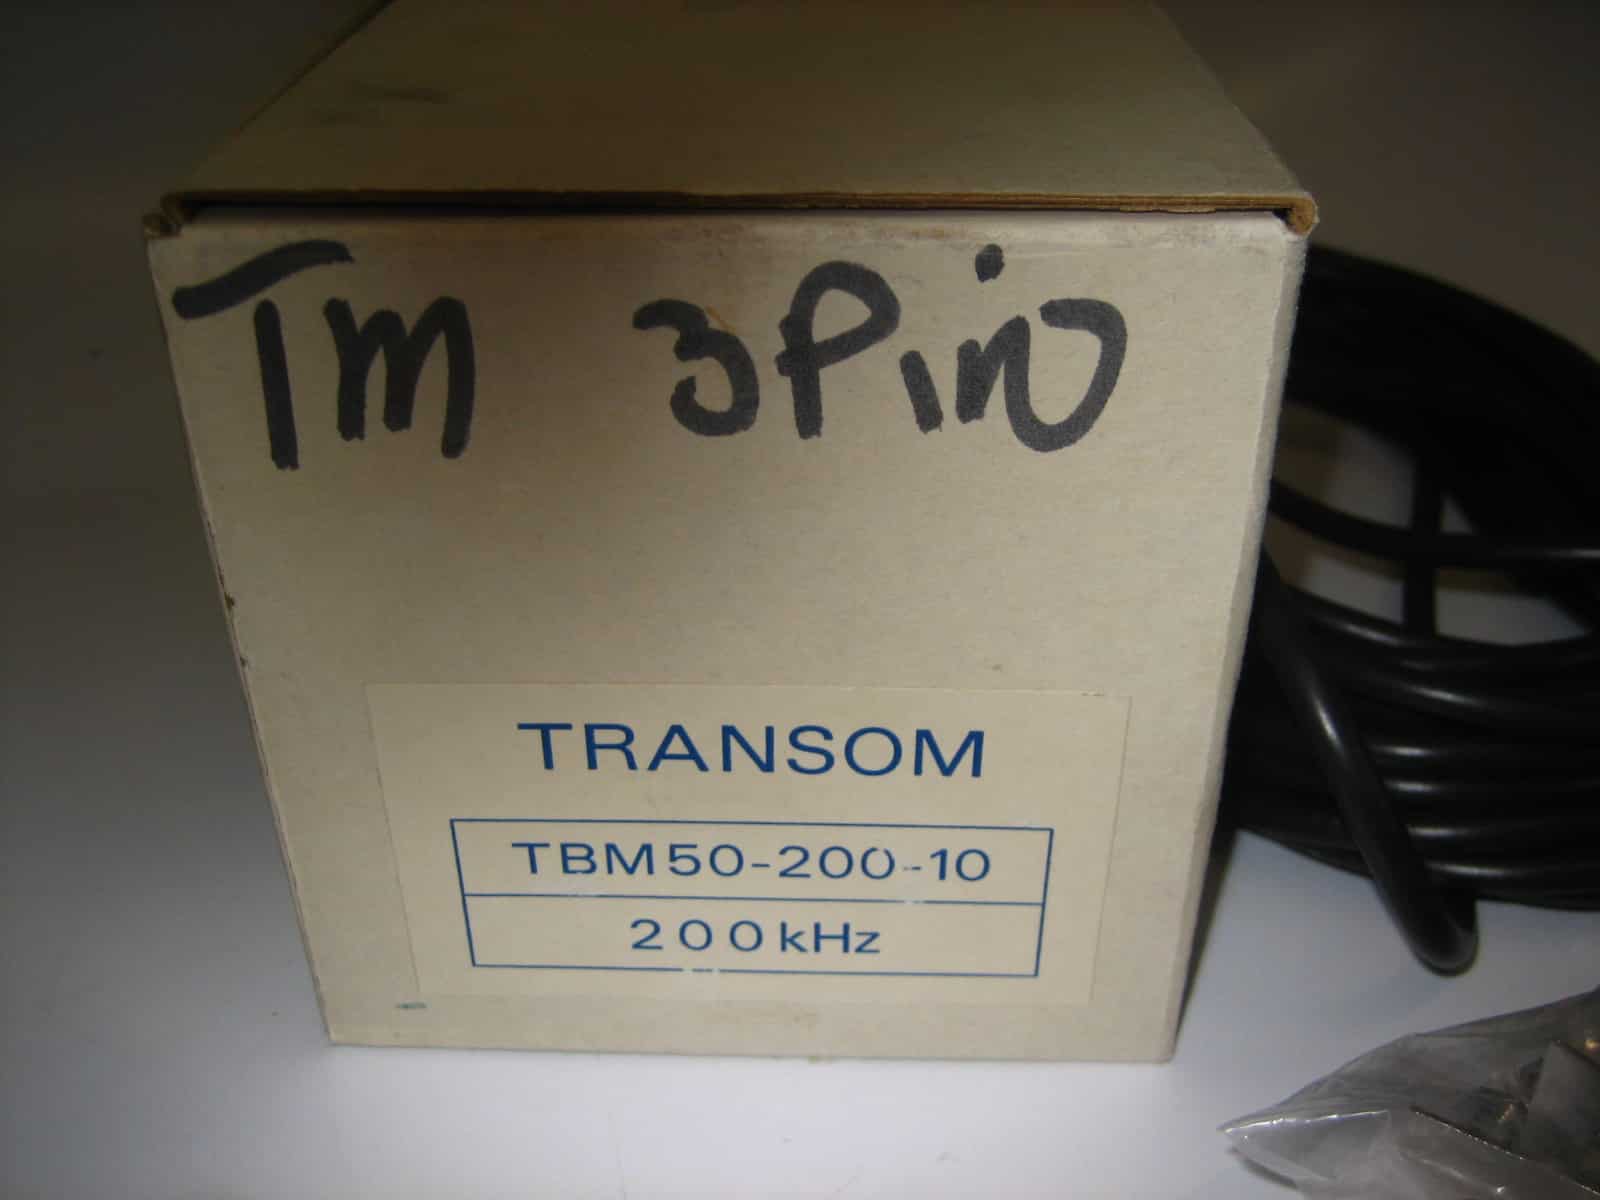 TM 3Pin
TRANSOM
TBM50-200-10
200kHz